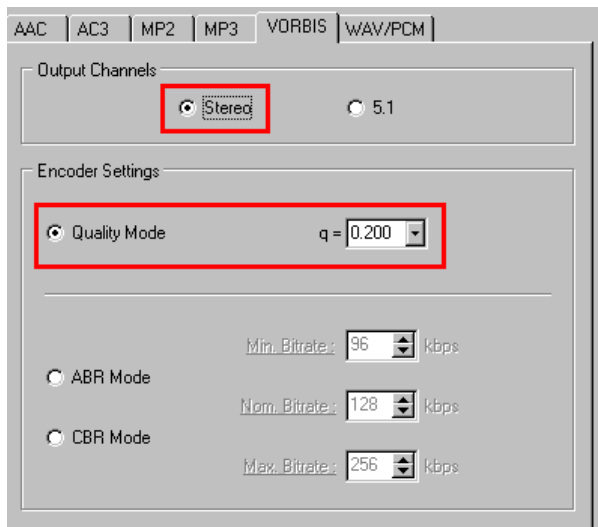 AAC AC3 MP2 MP3 VORBIS WAV/PCM
Output Channels
Stereo 5.1
Encoder Settings
Quality Mode q = 0.200
Min. Bitrate : 96 kbps
ABR Mode
Nom. Bitrate : 128 kbps
CBR Mode
Max. Bitrate : 256 kbps